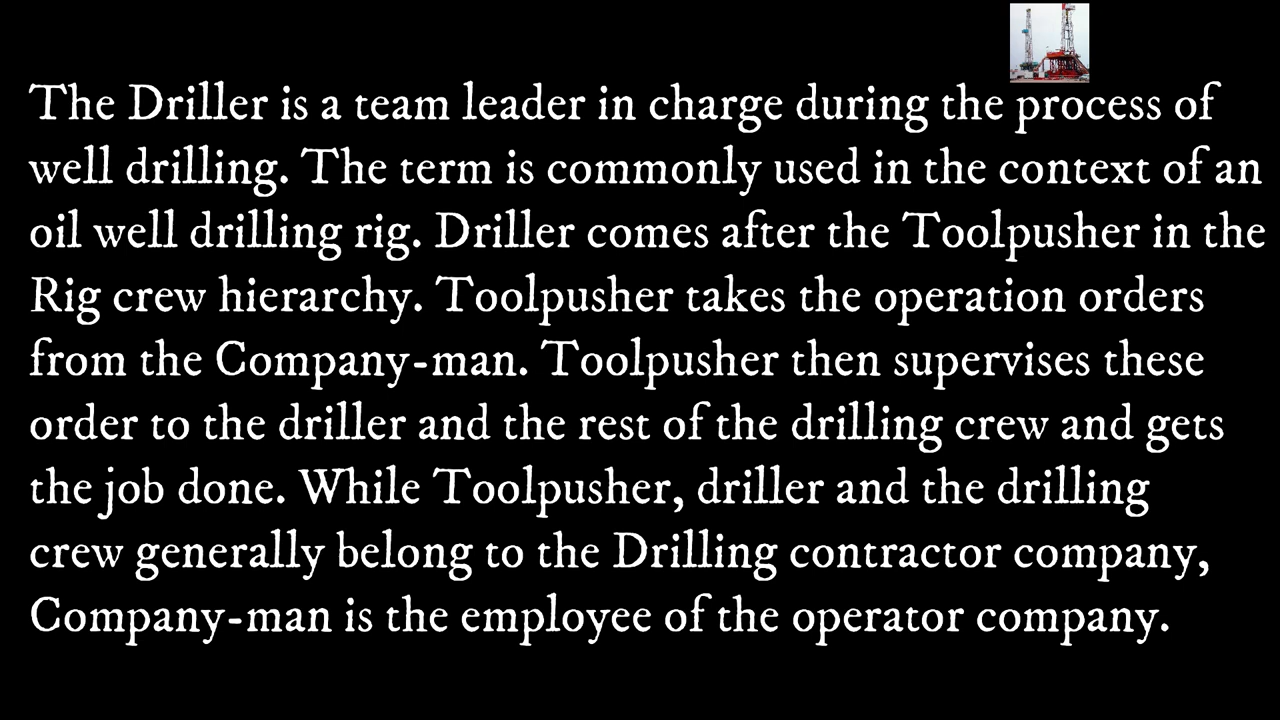 The Driller is a team leader in charge during the process of
well drilling. The term is commonly used in the context of an
oil well drilling rig. Driller comes after the Toolpusher in the
Rig crew hierarchy. Toolpusher takes the operation orders
from the Company-man. Toolpusher then supervises these
order to the driller and the rest of the drilling crew and gets
the job done. While Toolpusher, driller and the drilling
crew generally belong to the Drilling contractor company,
Company-man is the employee of the operator company.